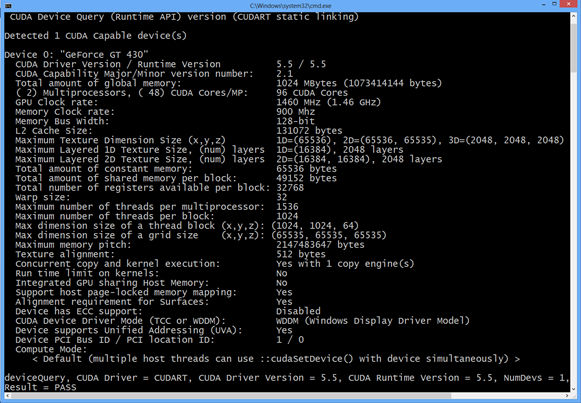 C:\Windows\system32\cmd.exe
CUDA Device Query (Runtime API) version (CUDART static linking)
Detected 1 CUDA Capable device(s)
Device 0: "GeForce GT 430"
CUDA Driver Version / Runtime Version 5.5 / 5.5
CUDA Capability Major/Minor version number: 2.1
Total amount of global memory: 1024 MBytes (1073414144 bytes)
( 2) Multiprocessors, ( 48) CUDA Cores/MP: 96 CUDA Cores
GPU Clock rate: 1460 MHz (1.46 GHz)
Memory Clock rate: 900 Mhz
Memory Bus Width: 128-bit
L2 Cache Size: 131072 bytes
Maximum Texture Dimension Size (x,y,z) 1D=(65536), 2D=(65536, 65535), 3D=(2048, 2048, 2048)
Maximum Layered 1D Texture Size, (num) layers 1D=(16384), 2048 layers
Maximum Layered 2D Texture Size, (num) layers 2D=(16384, 16384), 2048 layers
Total amount of constant memory: 65536 bytes
Total amount of shared memory per block: 49152 bytes
Total number of registers available per block: 32768
Warp size: 32
Maximum number of threads per multiprocessor: 1536
Maximum number of threads per block: 1024
Max dimension size of a thread block (x,y,z): (1024, 1024, 64)
Max dimension size of a grid size (x,y,z): (65535, 65535, 65535)
Maximum memory pitch: 2147483647 bytes
Texture alignment: 512 bytes
Concurrent copy and kernel execution: Yes with 1 copy engine(s)
Run time limit on kernels: No
Integrated GPU sharing Host Memory: No
Support host page-locked memory mapping: Yes
Alignment requirement for Surfaces: Yes
Device has ECC support: Disabled
CUDA Device Driver Mode (TCC or WDDM): WDDM (Windows Display Driver Model)
Device supports Unified Addressing (UVA): Yes
Device PCI Bus ID / PCI location ID: 1 / 0
Compute Mode:
< Default (multiple host threads can use ::cudaSetDevice() with device simultaneously) >
deviceQuery, CUDA Driver = CUDART, CUDA Driver Version = 5.5, CUDA Runtime Version = 5.5, NumDevs = 1,
Result = PASS